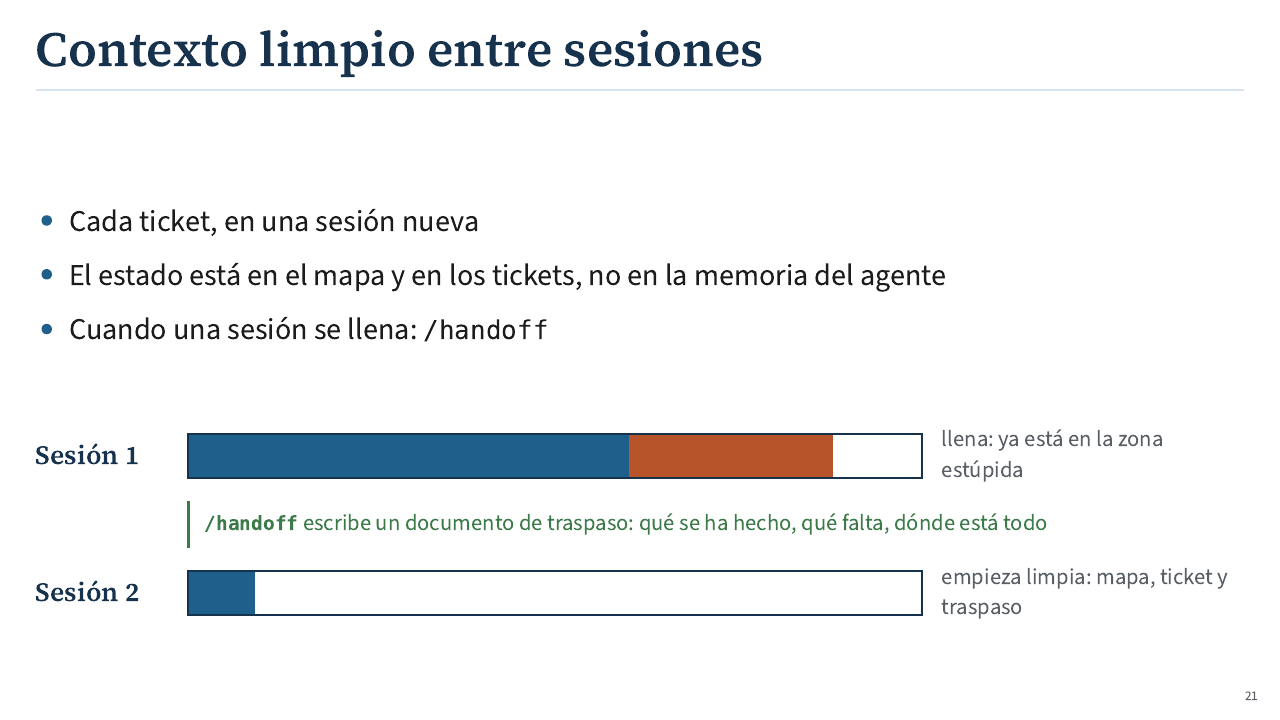 Contexto limpio entre sesiones
• Cada ticket, en una sesión nueva
• El estado está en el mapa y en los tickets, no en la memoria del agente
• Cuando una sesión se llena: /handoff
Sesión 1
llena: ya está en la zona
estúpida
/handoff escribe un documento de traspaso: qué se ha hecho, qué falta, dónde está todo
Sesión 2
empieza limpia: mapa, ticket y
traspaso
21